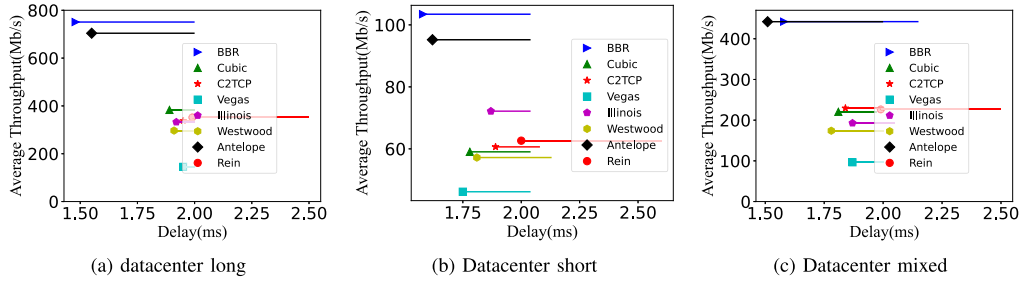 800
600
400
200
0
Average Throughput(Mb/s)
1.50
1.75
2.00
2.25
2.50
Delay(ms)
BBR
Cubic
C2TCP
Vegas
Illinois
Westwood
Antelope
Rein
(a) datacenter long
100
80
60
Average Throughput(Mb/s)
1.75
2.00
2.25
2.50
Delay(ms)
BBR
Cubic
C2TCP
Vegas
Illinois
Westwood
Antelope
Rein
(b) Datacenter short
400
300
200
100
0
Average Throughput(Mb/s)
1.50
1.75
2.00
2.25
2.50
Delay(ms)
BBR
Cubic
C2TCP
Vegas
Illinois
Westwood
Antelope
Rein
(c) Datacenter mixed